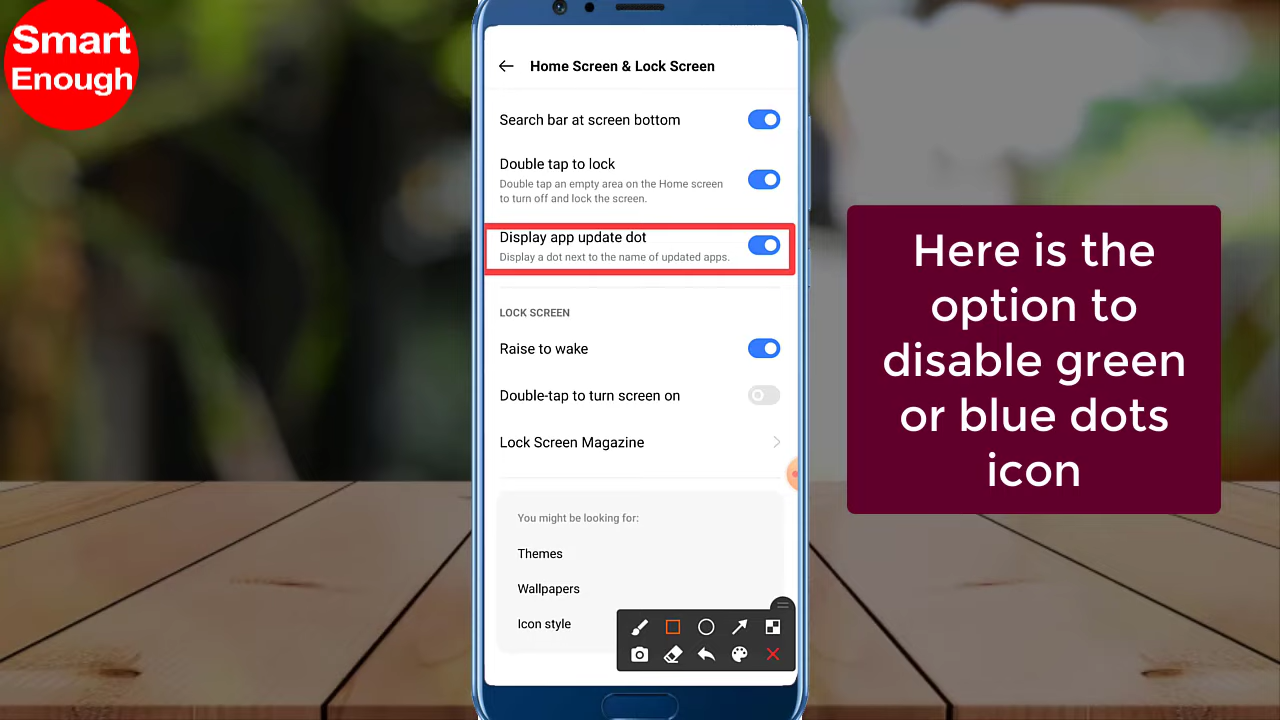 Smart
Enough
Home Screen & Lock Screen
Search bar at screen bottom
Double tap to lock
Double tap an empty area on the Home screen
to turn off and lock the screen.
Display app update dot
Display a dot next to the name of updated apps.
LOCK SCREEN
Raise to wake
Double-tap to turn screen on
Lock Screen Magazine
You might be looking for:
Themes
Wallpapers
Icon style
Here is the
option to
disable green
or blue dots
icon